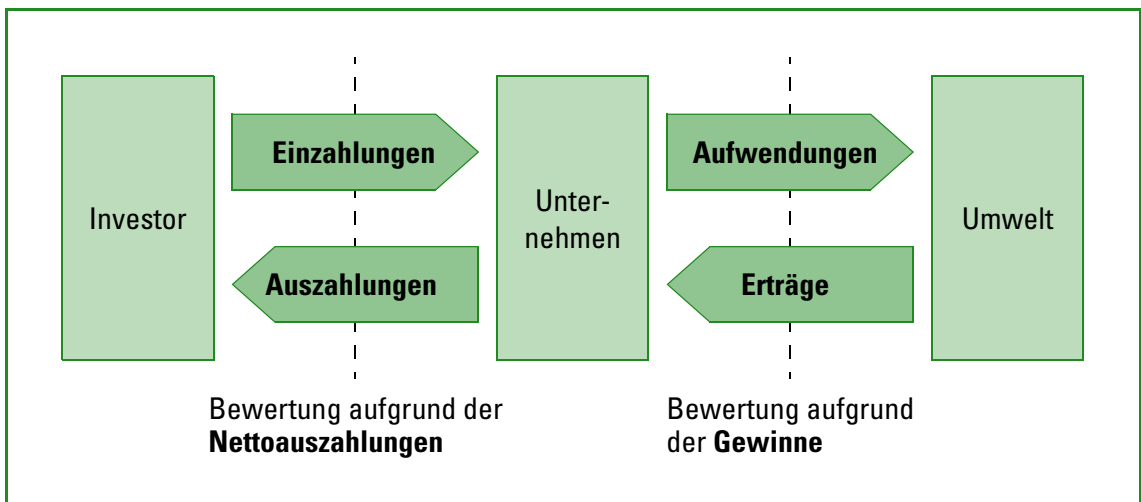 Investor
Einzahlungen
Auszahlungen
Unter-
nehmen
Aufwendungen
Erträge
Umwelt
Bewertung aufgrund der
Nettoauszahlungen
Bewertung aufgrund
der Gewinne